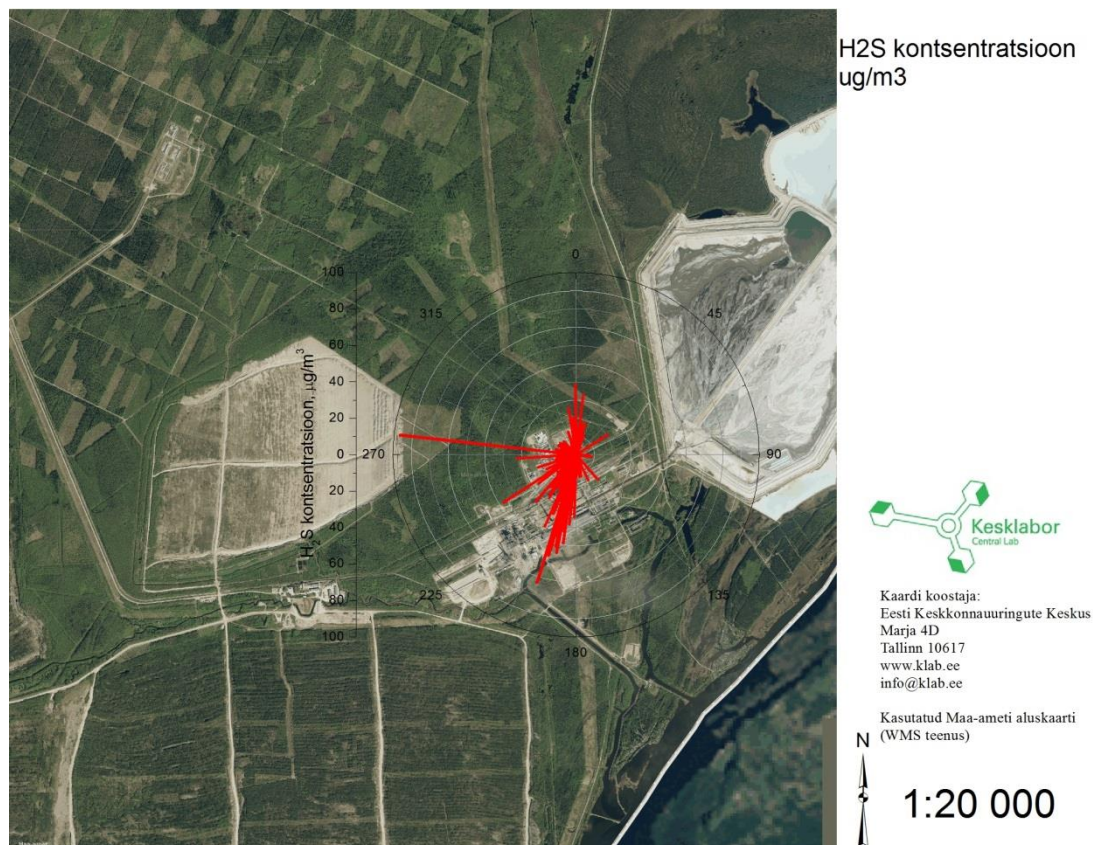 H2S kontsentratsioon
ug/m3
0
45
90
135
180
225
270
315
100
80
60
40
20
0
20
40
60
80
100
H₂S kontsentratsioon, µg/m³
Kesklabor
Central Lab
Kaardi koostaja:
Eesti Keskkonnauuringute Keskus
Marja 4D
Tallinn 10617
www.klab.ee
info@klab.ee
Kasutatud Maa-ameti aluskaarti
(WMS teenus)
N
1:20 000